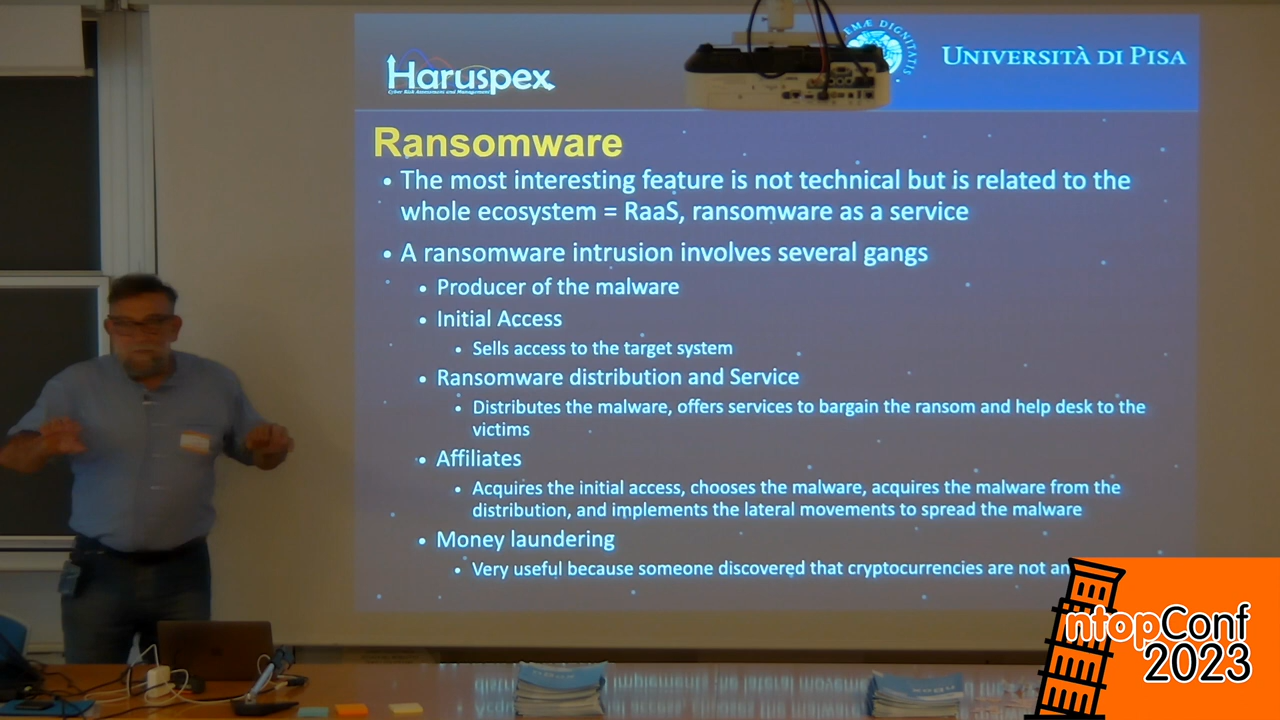 Haruspex
Cyber Risk Assessment and Management
EMÆ DIGNITATIS
UNIVERSITÀ DI PISA
Ransomware
• The most interesting feature is not technical but is related to the
whole ecosystem = RaaS, ransomware as a service
• A ransomware intrusion involves several gangs
• Producer of the malware
• Initial Access
• Sells access to the target system
• Ransomware distribution and Service
• Distributes the malware, offers services to bargain the ransom and help desk to the
victims
• Affiliates
• Acquires the initial access, chooses the malware, acquires the malware from the
distribution, and implements the lateral movements to spread the malware
• Money laundering
• Very useful because someone discovered that cryptocurrencies are not an
ntopConf
2023